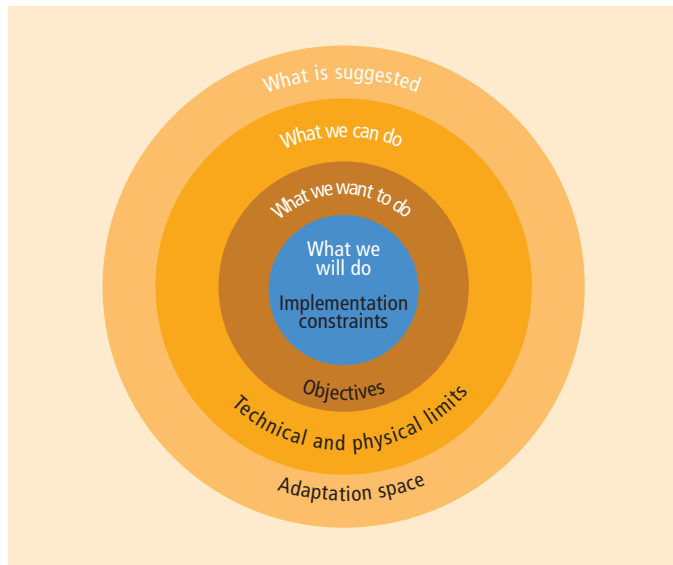 What is suggested
What we can do
What we want to do
What we
will do
Implementation
constraints
Objectives
Technical and physical limits
Adaptation space